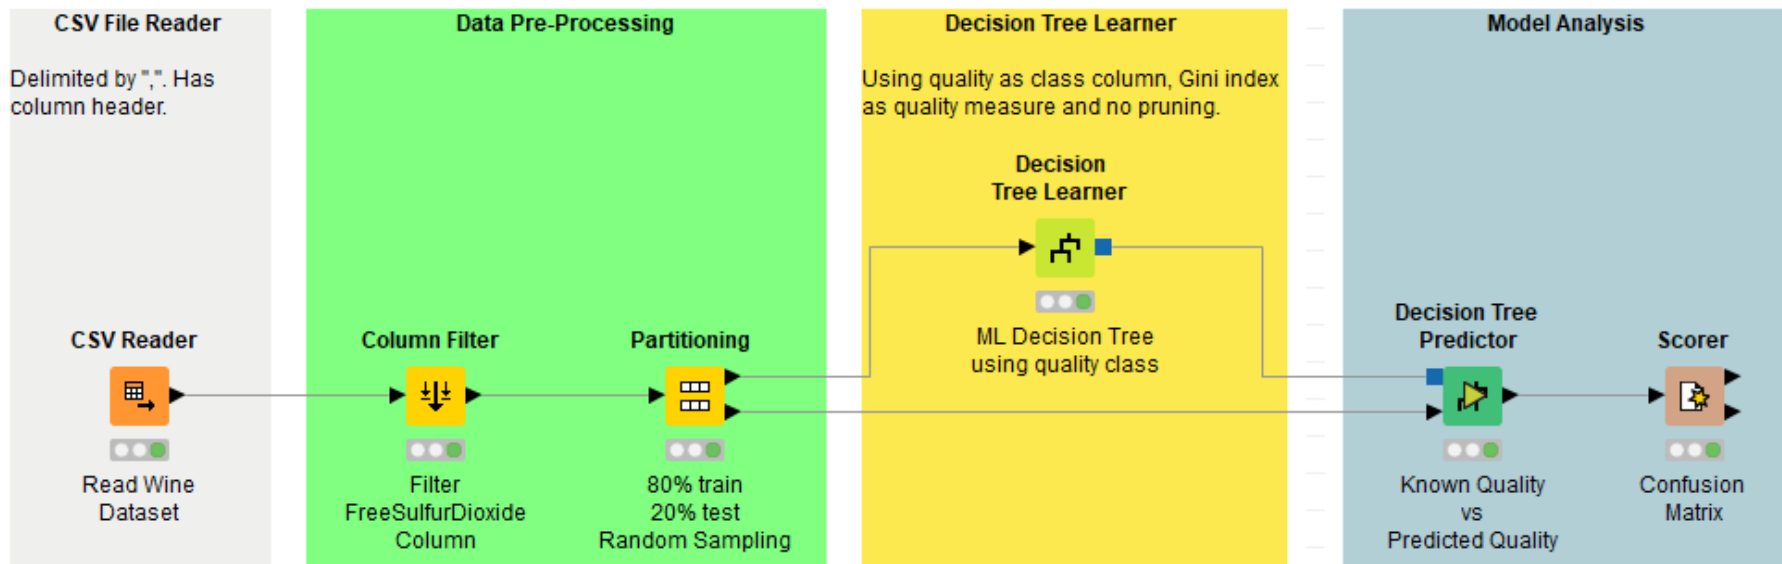 CSV File Reader
Delimited by ",". Has
column header.
CSV Reader
Read Wine
Dataset
Data Pre-Processing
Column Filter
Filter
FreeSulfurDioxide
Column
Partitioning
80% train
20% test
Random Sampling
Decision Tree Learner
Using quality as class column, Gini index
as quality measure and no pruning.
Decision
Tree Learner
ML Decision Tree
using quality class
Model Analysis
Decision Tree
Predictor
Known Quality
vs
Predicted Quality
Scorer
Confusion
Matrix